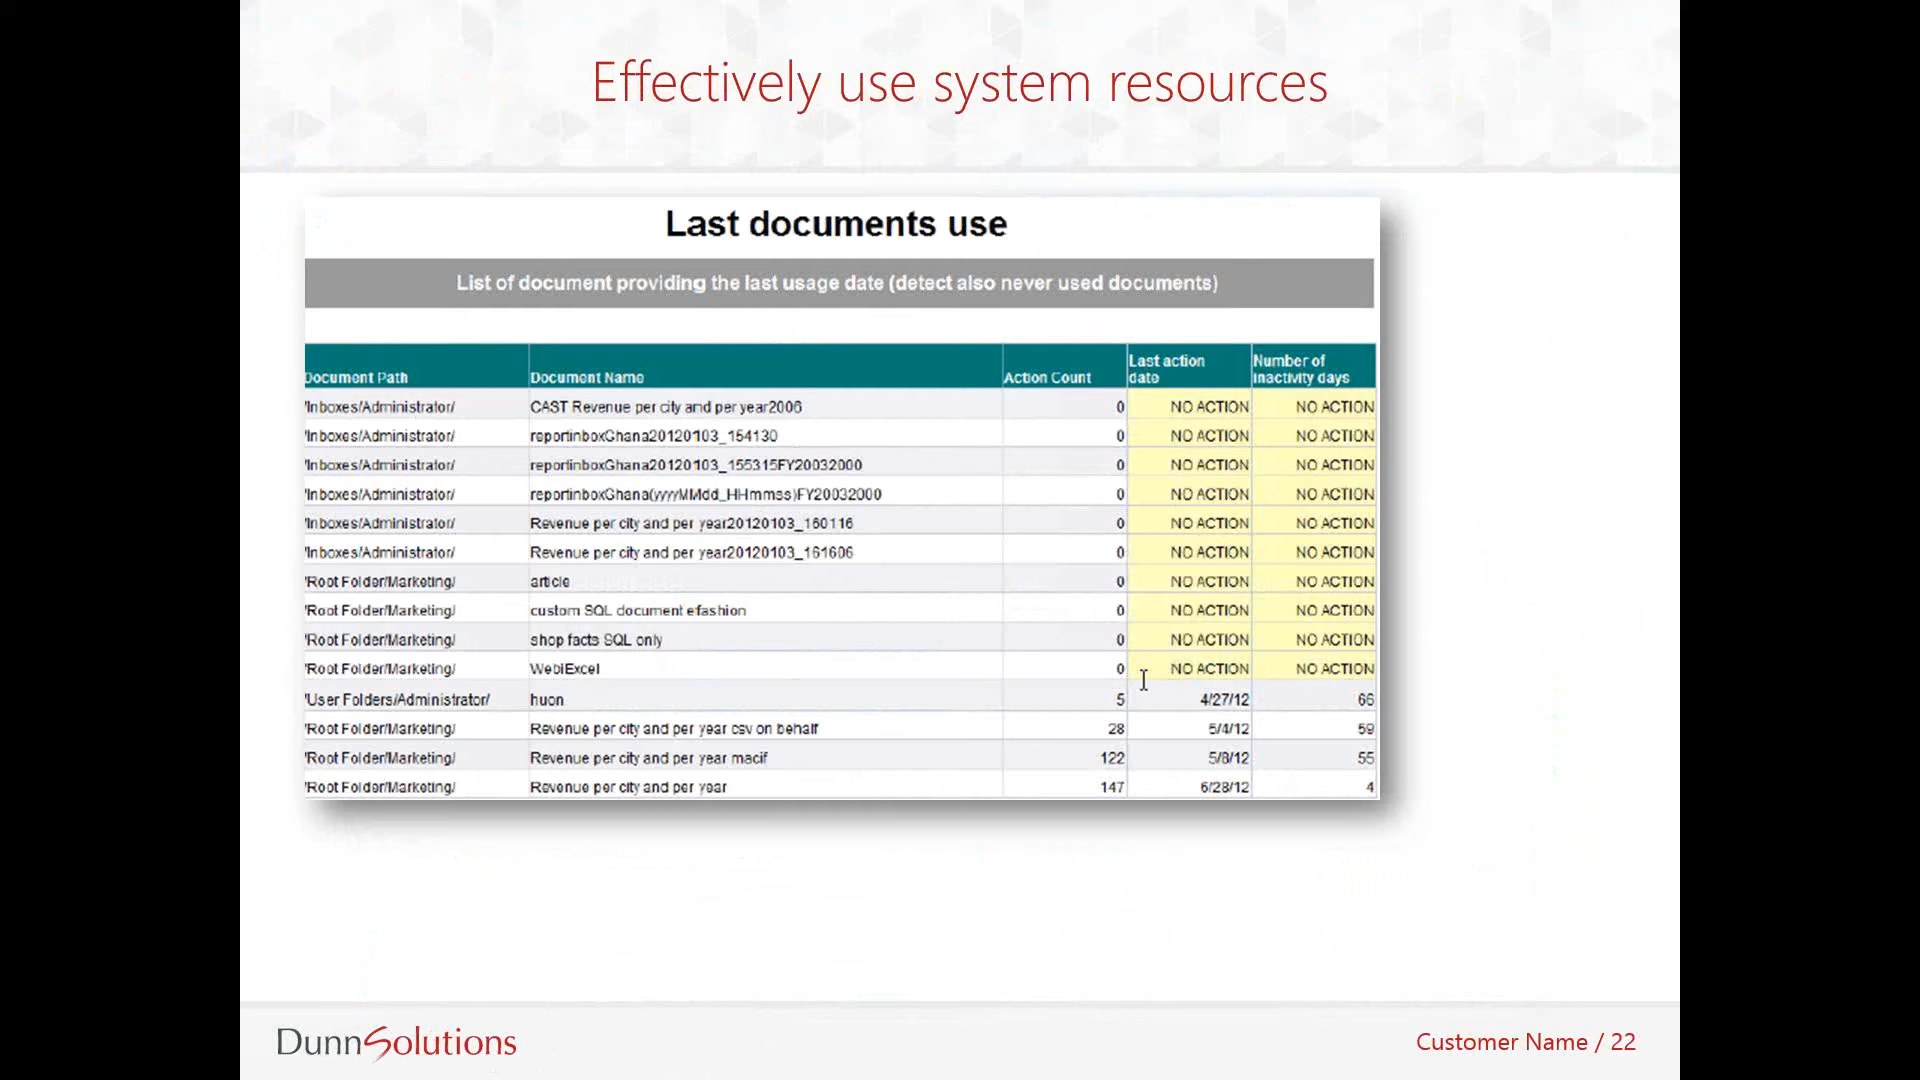 Effectively use system resources
Last documents use
List of document providing the last usage date (detect also never used documents)
Document Path Document Name Action Count Last action date Number of inactivity days
/Inboxes/Administrator/ CAST Revenue per city and per year2006 0 NO ACTION NO ACTION
/Inboxes/Administrator/ reportinboxGhana20120103_154130 0 NO ACTION NO ACTION
/Inboxes/Administrator/ reportinboxGhana20120103_155315FY20032000 0 NO ACTION NO ACTION
/Inboxes/Administrator/ reportinboxGhana(yyyyMMdd_HHmmss)FY20032000 0 NO ACTION NO ACTION
/Inboxes/Administrator/ Revenue per city and per year20120103_160116 0 NO ACTION NO ACTION
/Inboxes/Administrator/ Revenue per city and per year20120103_161606 0 NO ACTION NO ACTION
/Root Folder/Marketing/ article 0 NO ACTION NO ACTION
/Root Folder/Marketing/ custom SQL document efashion 0 NO ACTION NO ACTION
/Root Folder/Marketing/ shop facts SQL only 0 NO ACTION NO ACTION
/Root Folder/Marketing/ WebiExcel 0 NO ACTION NO ACTION
/User Folders/Administrator/ huon 5 4/27/12 66
/Root Folder/Marketing/ Revenue per city and per year csv on behalf 28 5/4/12 59
/Root Folder/Marketing/ Revenue per city and per year macif 122 5/8/12 55
/Root Folder/Marketing/ Revenue per city and per year 147 6/28/12 4
DunnSolutions
Customer Name / 22